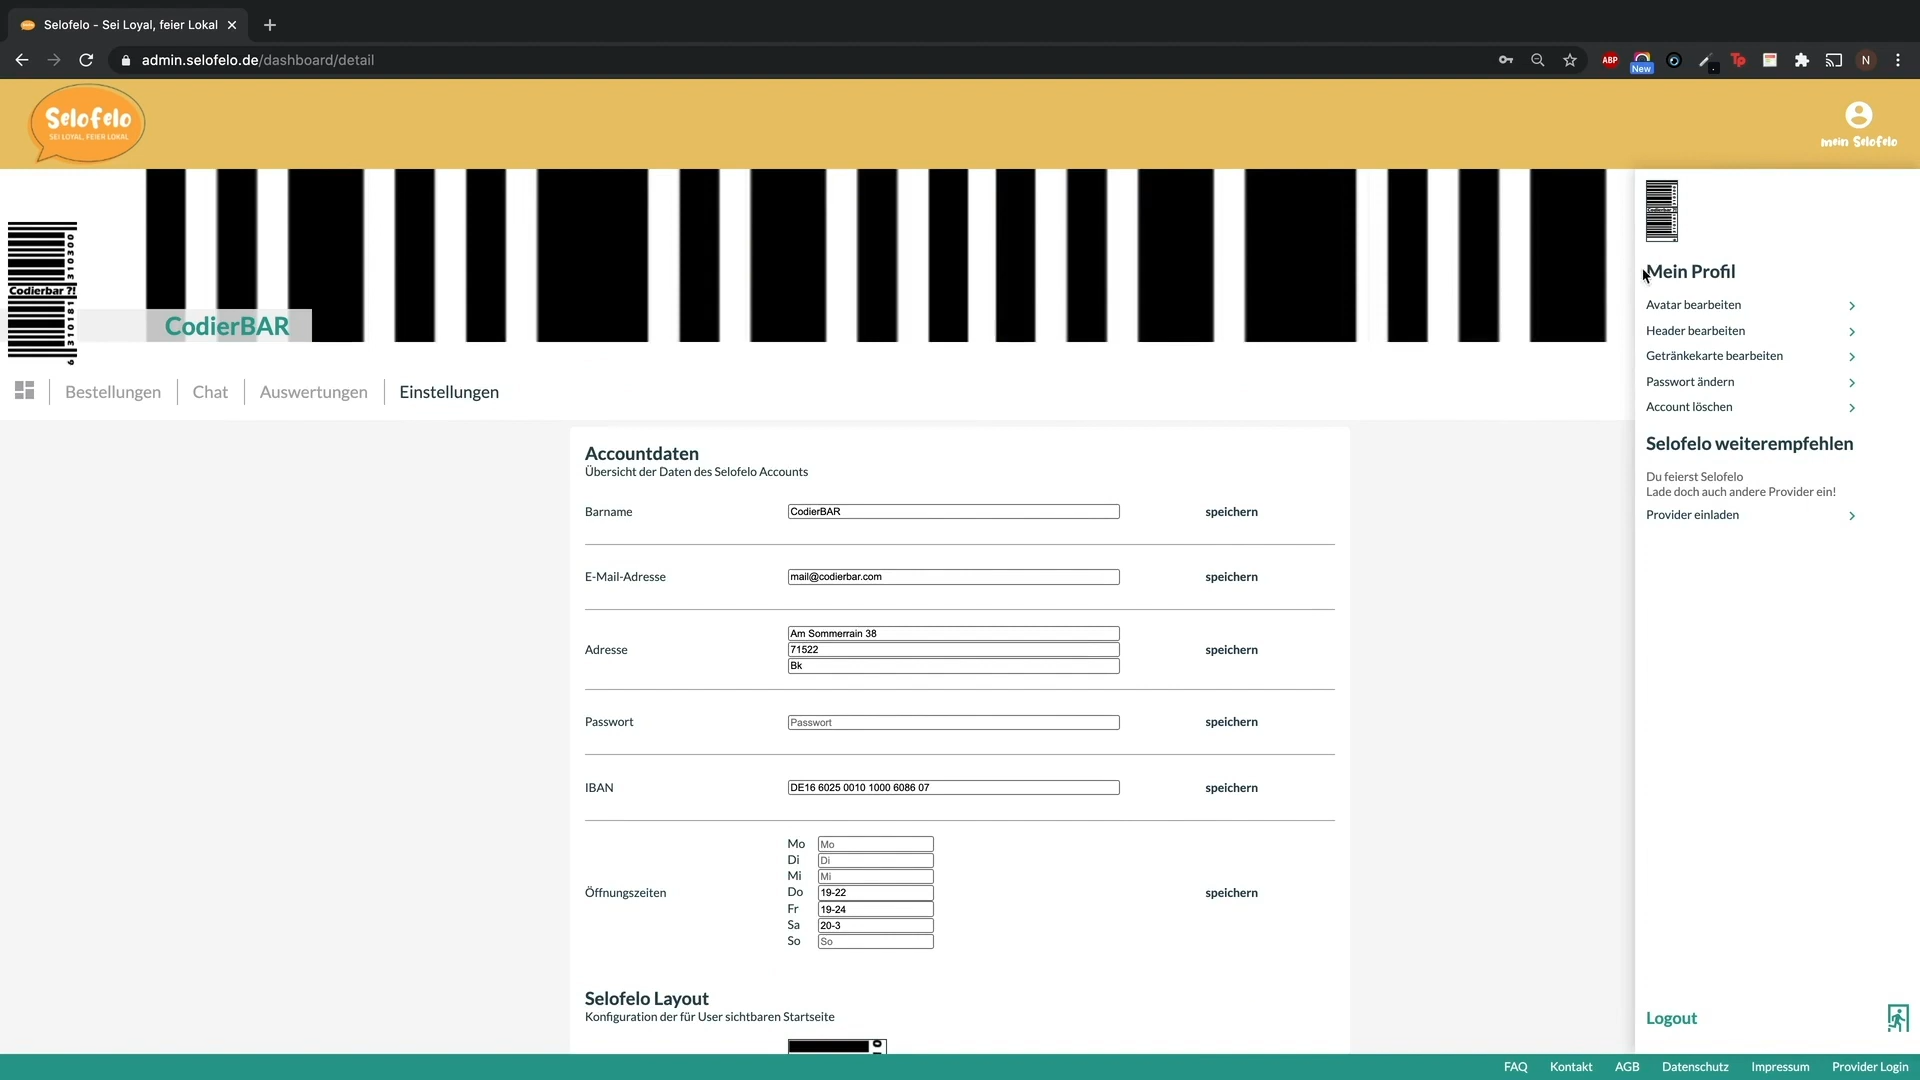 Selofelo - Sei Loyal, feier Lokal
admin.selofelo.de/dashboard/detail
ABP
New
Tp
N
Selofelo
SEI LOYAL, FEIER LOKAL
mein Selofelo
Codierbar ?!
CodierBAR
Bestellungen
Chat
Auswertungen
Einstellungen
Accountdaten
Übersicht der Daten des Selofelo Accounts
Barname
CodierBAR
speichern
E-Mail-Adresse
mail@codierbar.com
speichern
Adresse
Am Sommerrain 38
71522
Bk
speichern
Passwort
Passwort
speichern
IBAN
DE16 6025 0010 1000 6086 07
speichern
Öffnungszeiten
Mo Mo
Di Di
Mi Mi
Do 19-22
Fr 19-24
Sa 20-3
So So
speichern
Selofelo Layout
Konfiguration der für User sichtbaren Startseite
Mein Profil
Avatar bearbeiten
Header bearbeiten
Getränkekarte bearbeiten
Passwort ändern
Account löschen
Selofelo weiterempfehlen
Du feierst Selofelo
Lade doch auch andere Provider ein!
Provider einladen
Logout
FAQ
Kontakt
AGB
Datenschutz
Impressum
Provider Login